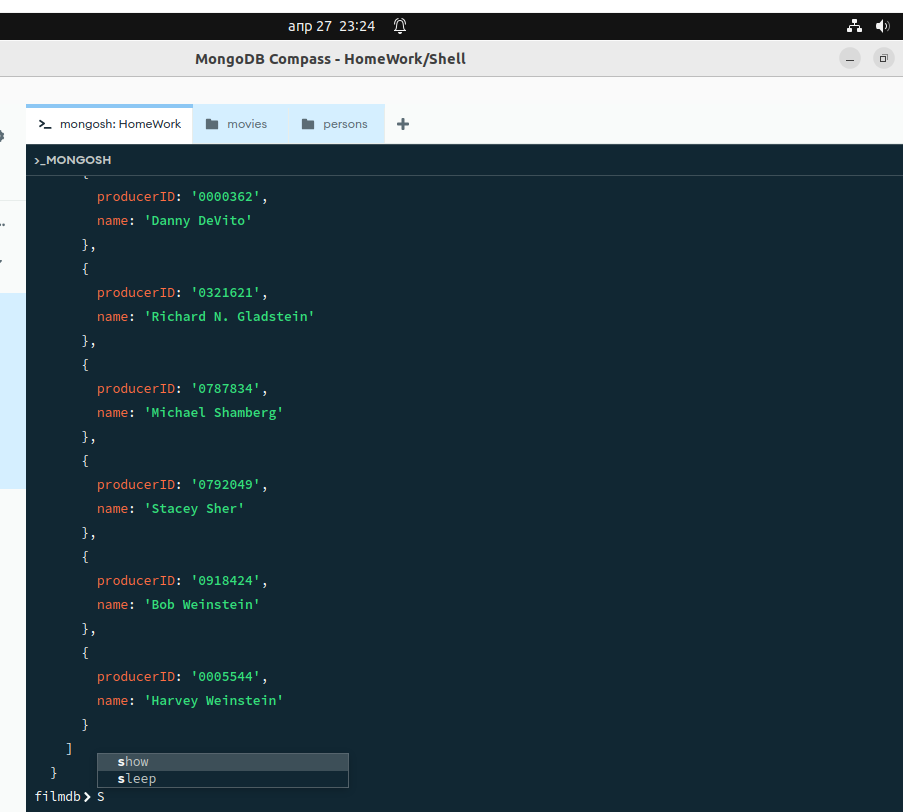 апр 27 23:24
MongoDB Compass - HomeWork/Shell
>_ mongosh: HomeWork movies persons +
>_MONGOSH
{
producerID: '0000362',
name: 'Danny DeVito'
},
{
producerID: '0321621',
name: 'Richard N. Gladstein'
},
{
producerID: '0787834',
name: 'Michael Shamberg'
},
{
producerID: '0792049',
name: 'Stacey Sher'
},
{
producerID: '0918424',
name: 'Bob Weinstein'
},
{
producerID: '0005544',
name: 'Harvey Weinstein'
}
]
show
}
sleep
filmdb> S